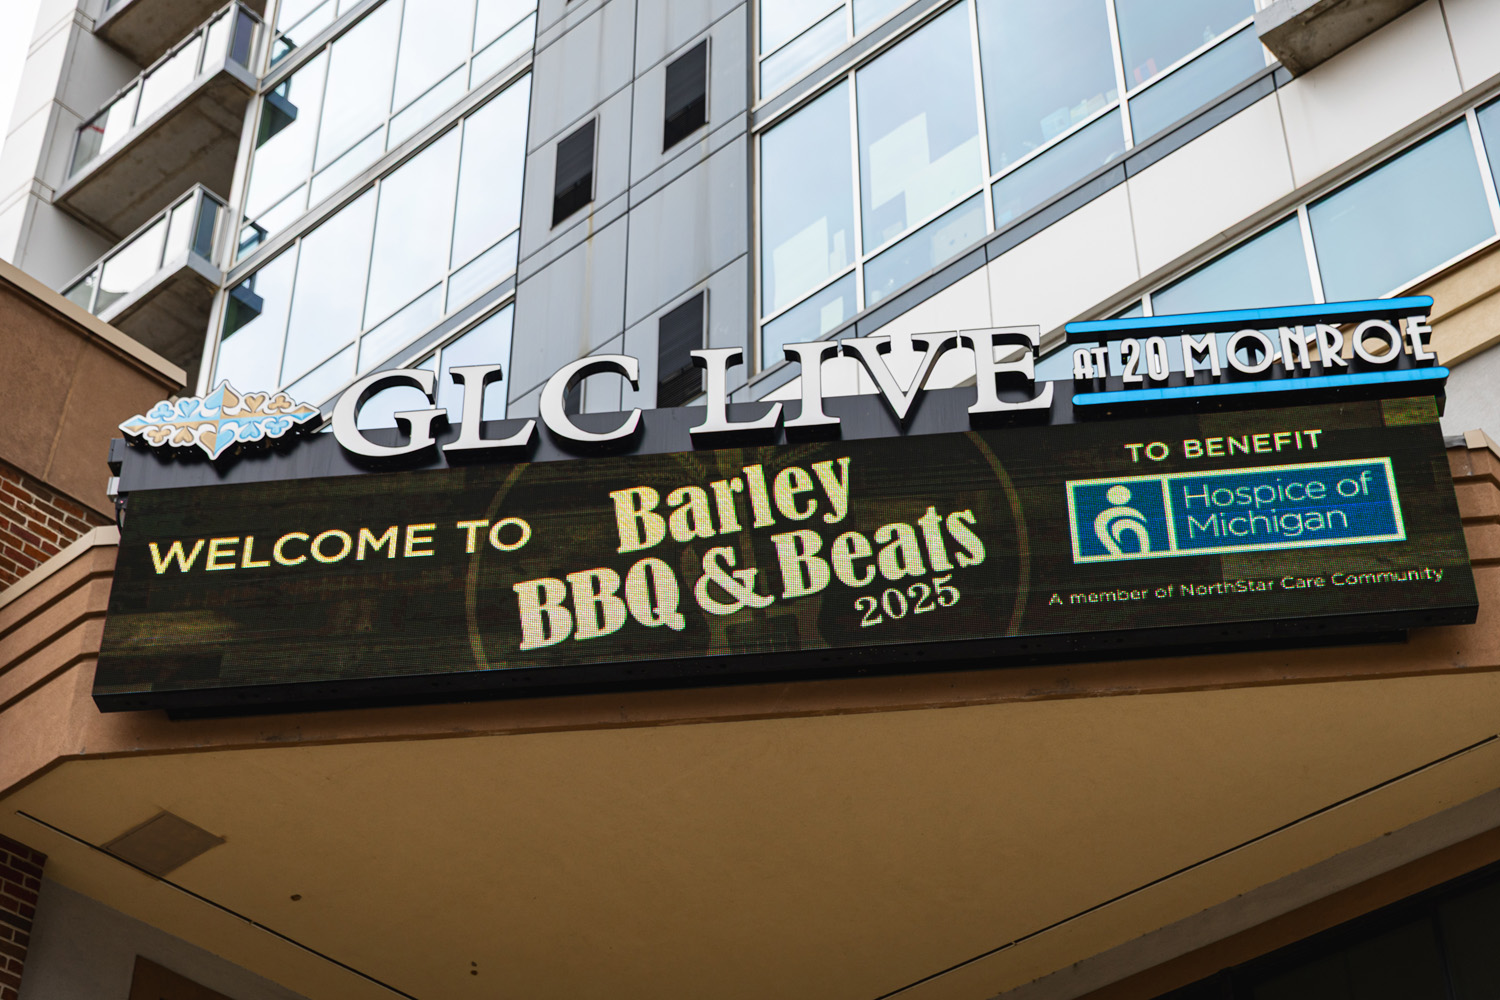 GLC LIVE AT 20 MONROE
WELCOME TO
Barley
BBQ & Beats
2025
TO BENEFIT
Hospice of
Michigan
A member of NorthStar Care Community